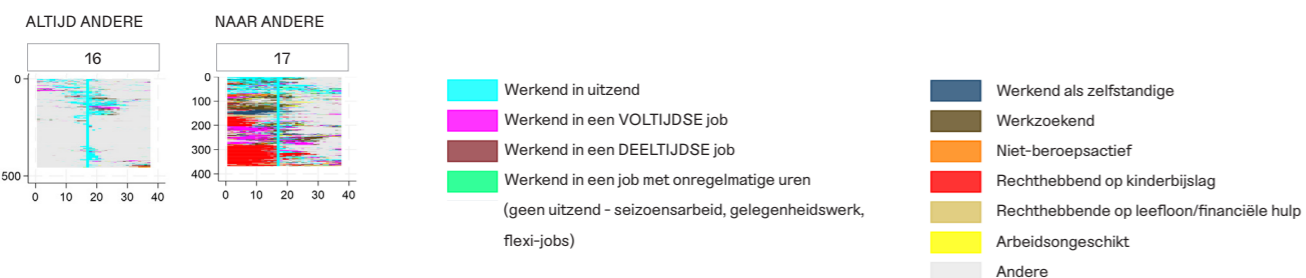 ALTIJD ANDERE
NAAR ANDERE
16
17
0
500
0 10 20 30 40
0
100
200
300
400
0 10 20 30 40
Werkend in uitzend
Werkend in een VOLTIJDSE job
Werkend in een DEELTIJDSE job
Werkend in een job met onregelmatige uren
(geen uitzend - seizoensarbeid, gelegenheidswerk,
flexi-jobs)
Werkend als zelfstandige
Werkzoekend
Niet-beroepsactief
Rechthebbend op kinderbijslag
Rechthebbende op leefloon/financiële hulp
Arbeidsongeschikt
Andere